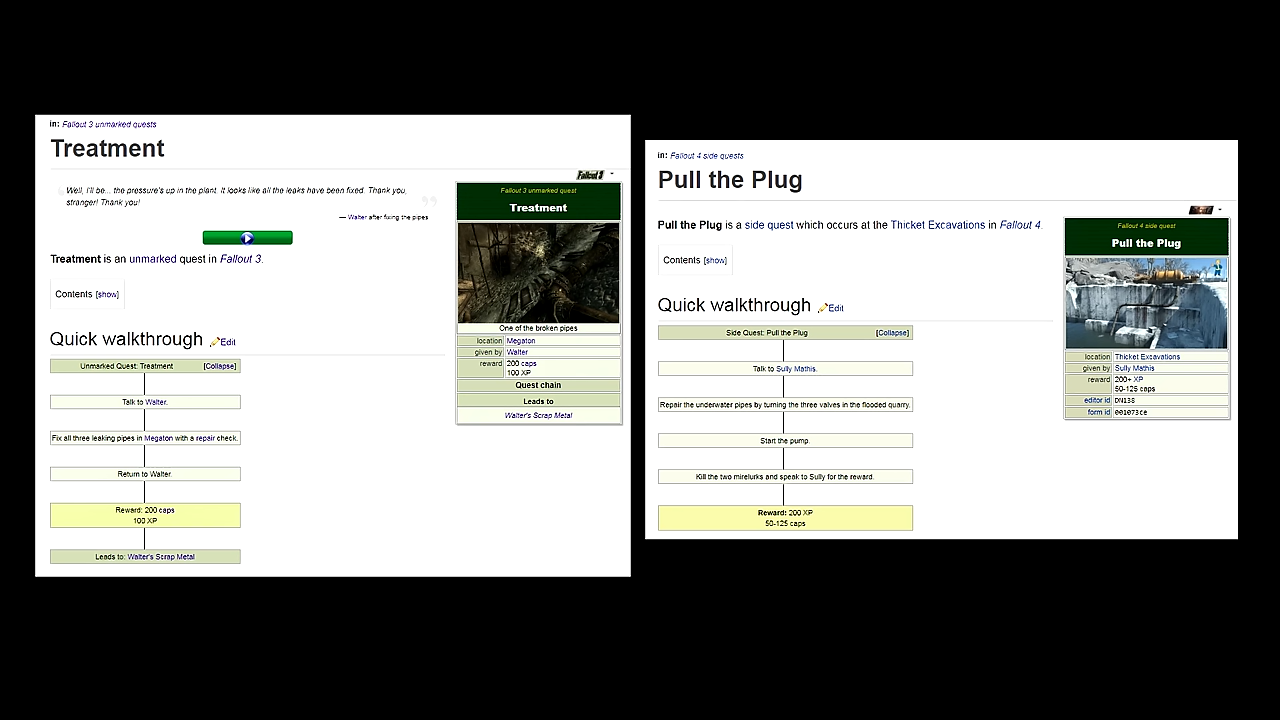 in: Fallout 3 unmarked quests
Treatment
Fallout 3
Well, I'll be... the pressure's up in the plant. It looks like all the leaks have been fixed. Thank you,
stranger! Thank you!
— Walter after fixing the pipes
Treatment is an unmarked quest in Fallout 3.
Contents [show]
Quick walkthrough Edit
Unmarked Quest: Treatment [Collapse]
Talk to Walter.
Fix all three leaking pipes in Megaton with a repair check.
Return to Walter.
Reward: 200 caps
100 XP
Leads to: Walter's Scrap Metal
Fallout 3 unmarked quest
Treatment
One of the broken pipes
location Megaton
given by Walter
reward 200 caps
100 XP
Quest chain
Leads to
Walter's Scrap Metal
in: Fallout 4 side quests
Pull the Plug
Pull the Plug is a side quest which occurs at the Thicket Excavations in Fallout 4.
Contents [show]
Quick walkthrough Edit
Side Quest: Pull the Plug [Collapse]
Talk to Sully Mathis.
Repair the underwater pipes by turning the three valves in the flooded quarry.
Start the pump.
Kill the two mirelurks and speak to Sully for the reward.
Reward: 200 XP
50-125 caps
Fallout 4 side quest
Pull the Plug
location Thicket Excavations
given by Sully Mathis
reward 200+ XP
50-125 caps
editor id DN138
form id 001073ce